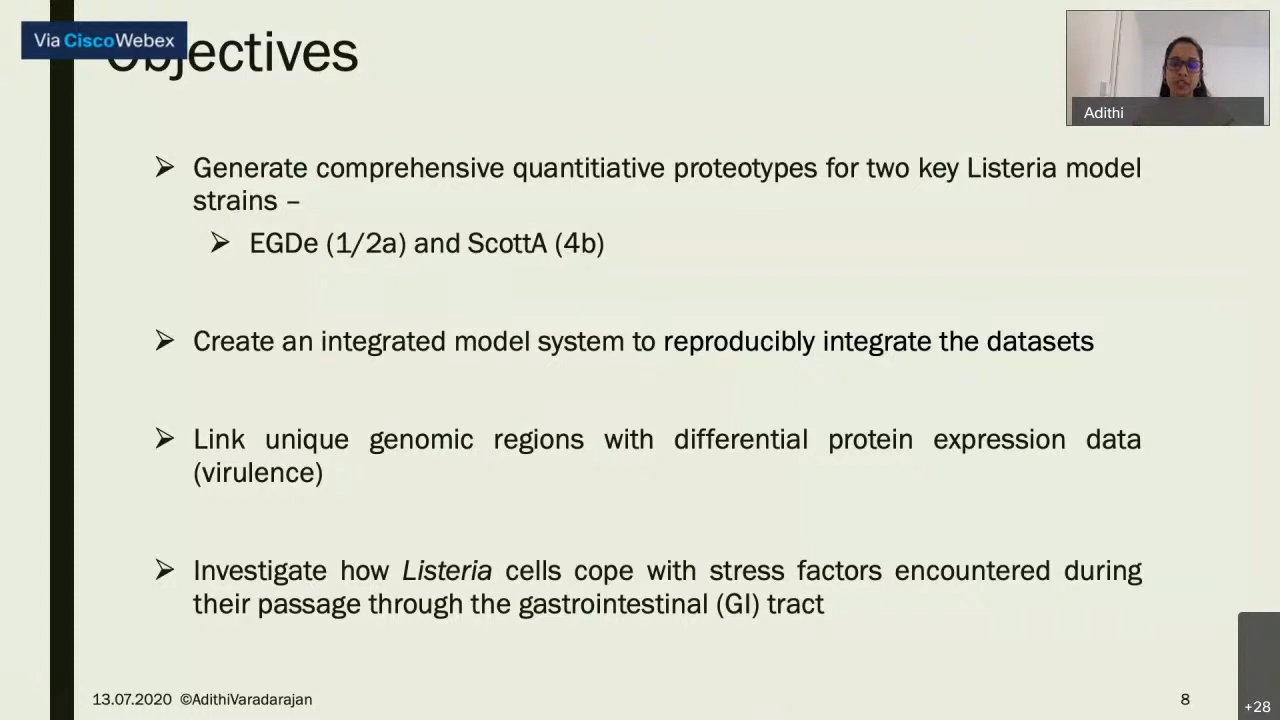 Via CiscoWebex
Objectives
Adithi
➢ Generate comprehensive quantitiative proteotypes for two key Listeria model
strains –
➢ EGDe (1/2a) and ScottA (4b)
➢ Create an integrated model system to reproducibly integrate the datasets
➢ Link unique genomic regions with differential protein expression data
(virulence)
➢ Investigate how Listeria cells cope with stress factors encountered during
their passage through the gastrointestinal (GI) tract
13.07.2020 ©AdithiVaradarajan
8
+28